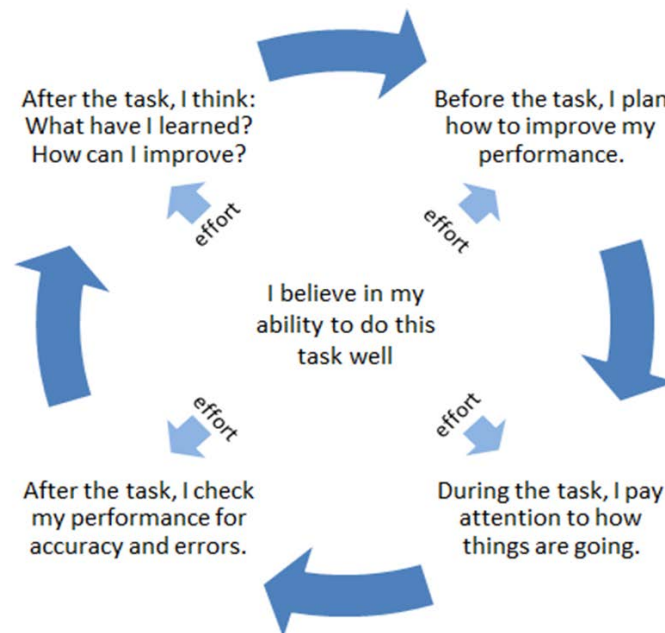 After the task, I think:
What have I learned?
How can I improve?
Before the task, I plan
how to improve my
performance.
effort
effort
I believe in my
ability to do this
task well
effort
effort
After the task, I check
my performance for
accuracy and errors.
During the task, I pay
attention to how
things are going.